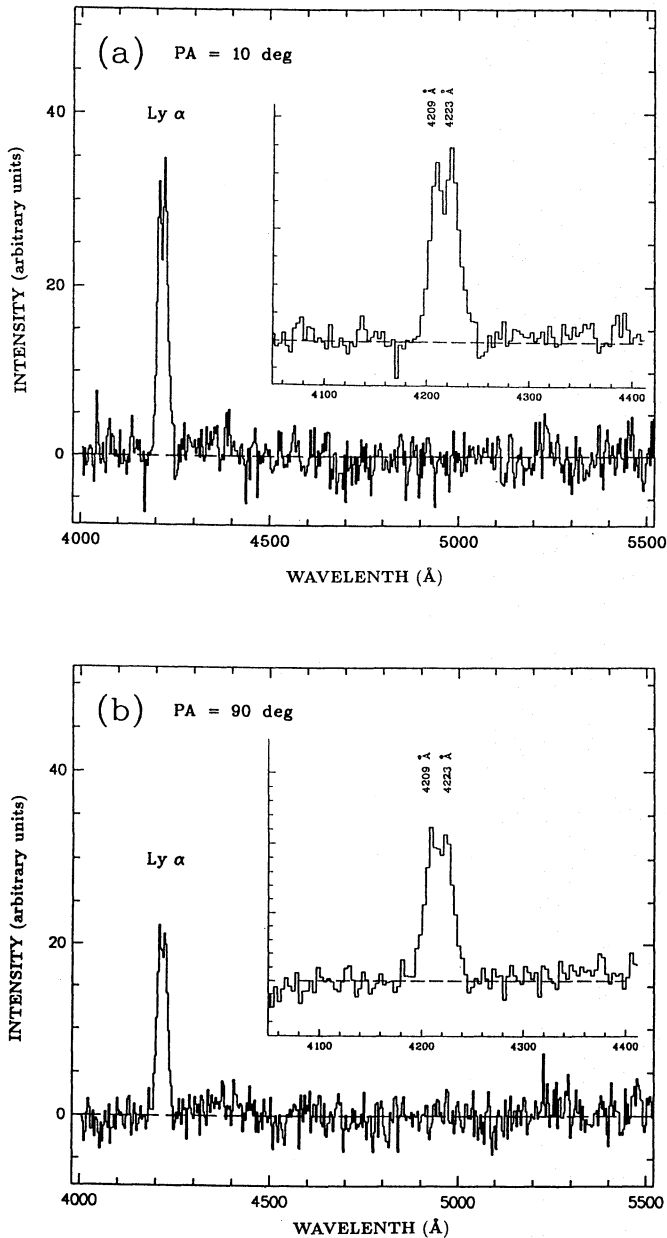 (a) PA = 10 deg
Ly α
4209 Å
4223 Å
40
20
0
INTENSITY (arbitrary units)
4100 4200 4300 4400
4000 4500 5000 5500
WAVELENTH (Å)
(b) PA = 90 deg
Ly α
4209 Å
4223 Å
40
20
0
INTENSITY (arbitrary units)
4100 4200 4300 4400
4000 4500 5000 5500
WAVELENTH (Å)